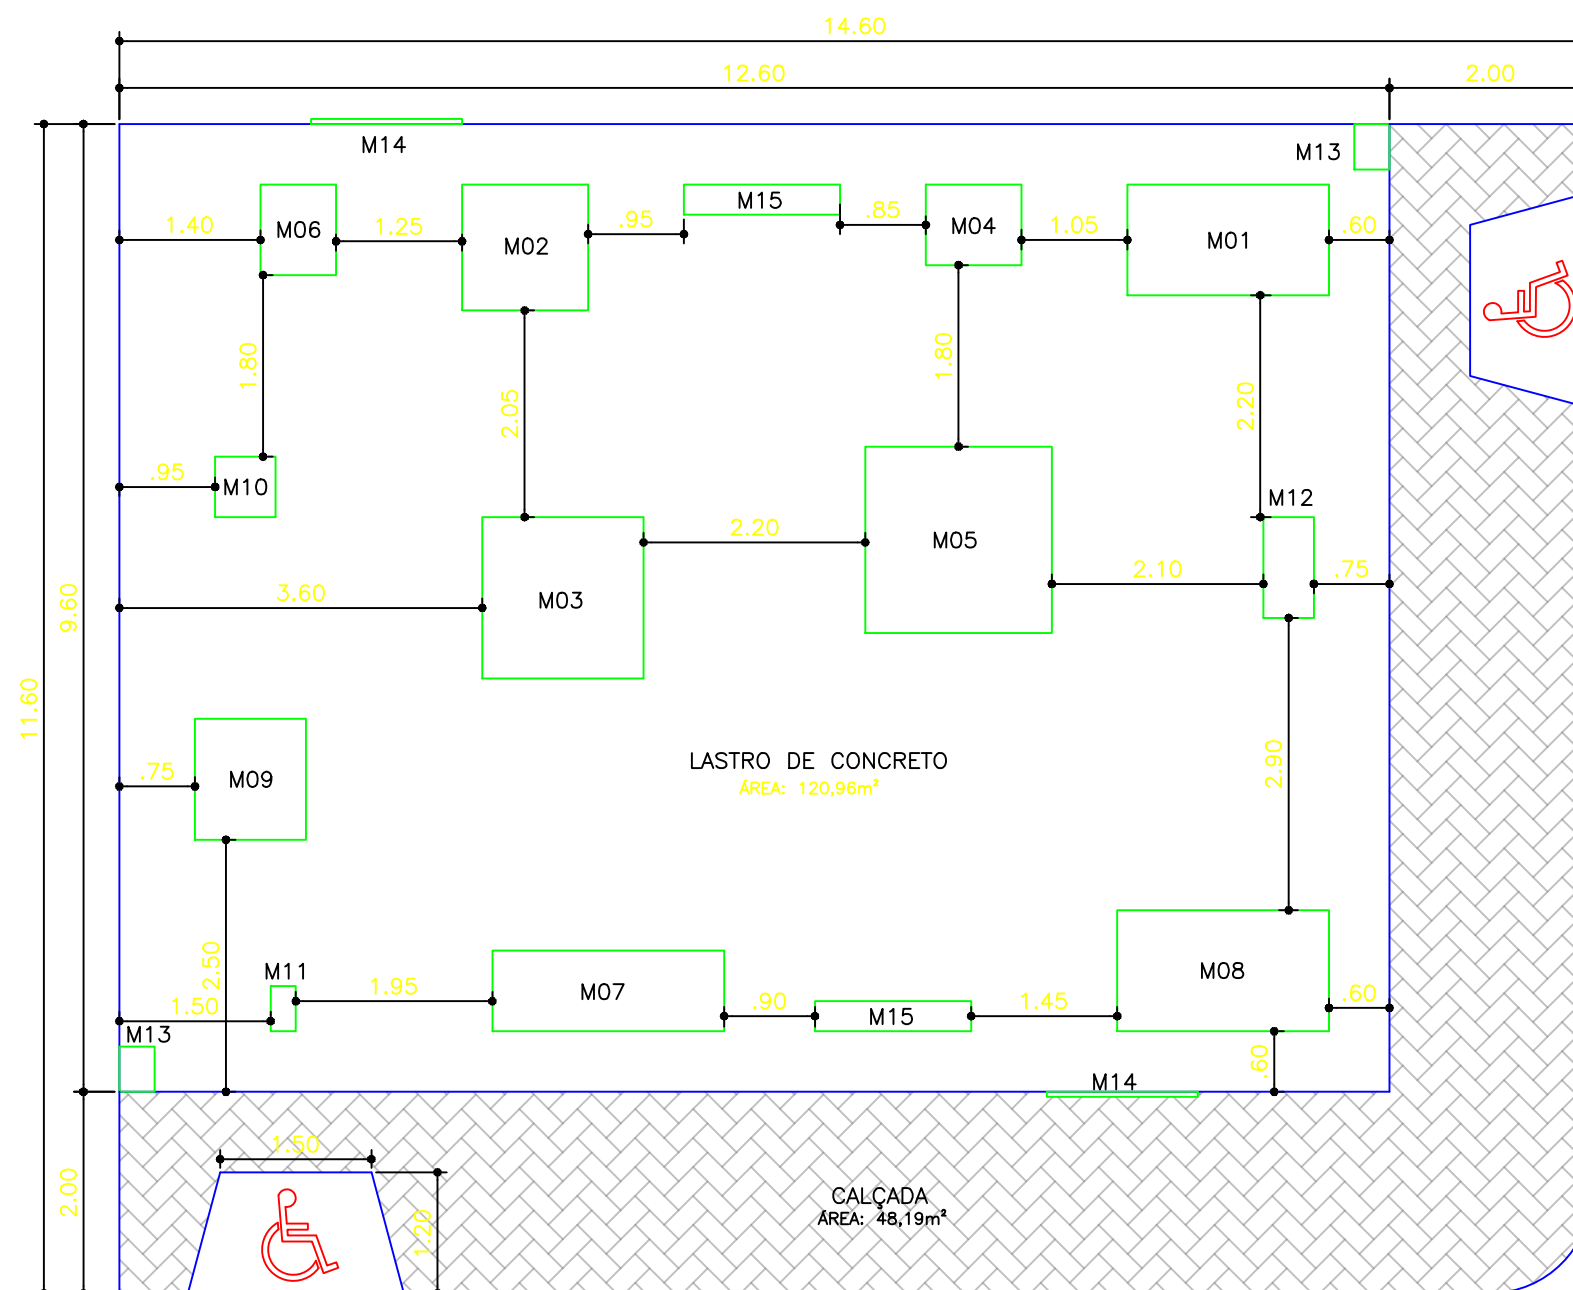 14.60
12.60
2.00
M14
M13
M06
M02
M15
M04
M01
1.40
1.25
.95
.85
1.05
.60
1.80
2.05
1.80
2.20
.95
M10
M12
2.20
M05
2.10
.75
3.60
M03
9.60
11.60
M09
.75
LASTRO DE CONCRETO
ÁREA: 120,96m²
2.90
2.50
M11
1.95
M07
M08
1.50
.90
M15
1.45
.60
M13
.60
M14
1.50
2.00
1.20
CALÇADA
ÁREA: 48,19m²